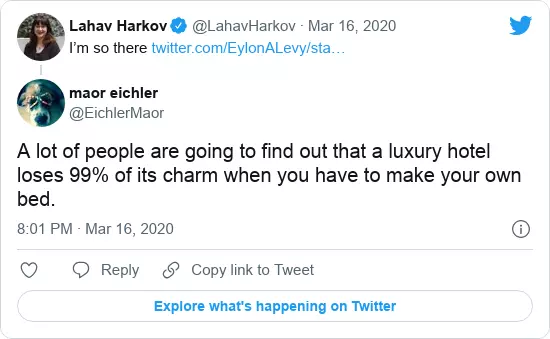 Lahav Harkov @LahavHarkov · Mar 16, 2020
I'm so there twitter.com/EylonALevy/sta…
maor eichler
@EichlerMaor
A lot of people are going to find out that a luxury hotel
loses 99% of its charm when you have to make your own
bed.
8:01 PM · Mar 16, 2020
Reply Copy link to Tweet
Explore what's happening on Twitter